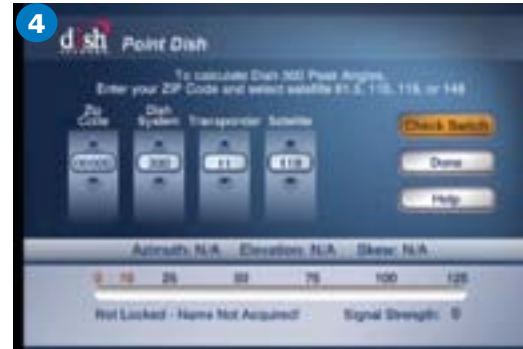 4
dish Point Dish
NETWORK
To calculate Dish 300 Peak Angles,
Enter your ZIP Code and select satellite 61.5, 110, 119, or 148
Zip Code Dish System Transponder Satellite
300 11 119
Check Switch
Done
Help
Azimuth: N/A Elevation: N/A Skew: N/A
0 10 25 50 75 100 125
Not Locked - Name Not Acquired! Signal Strength: 0